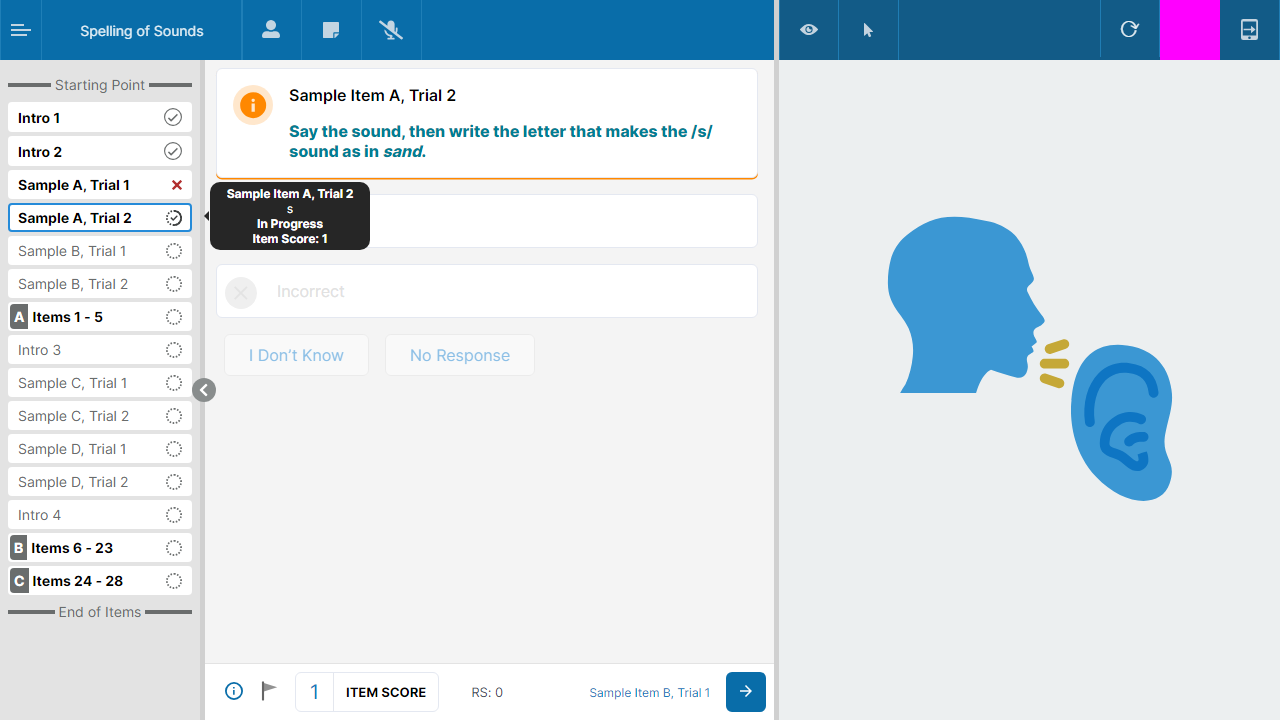 Spelling of Sounds
Starting Point
Intro 1
Intro 2
Sample A, Trial 1
Sample A, Trial 2
Sample B, Trial 1
Sample B, Trial 2
A Items 1 - 5
Intro 3
Sample C, Trial 1
Sample C, Trial 2
Sample D, Trial 1
Sample D, Trial 2
Intro 4
B Items 6 - 23
C Items 24 - 28
End of Items
Sample Item A, Trial 2
Say the sound, then write the letter that makes the /s/
sound as in sand.
Sample Item A, Trial 2
s
In Progress
Item Score: 1
Incorrect
I Don’t Know
No Response
1 ITEM SCORE
RS: 0
Sample Item B, Trial 1